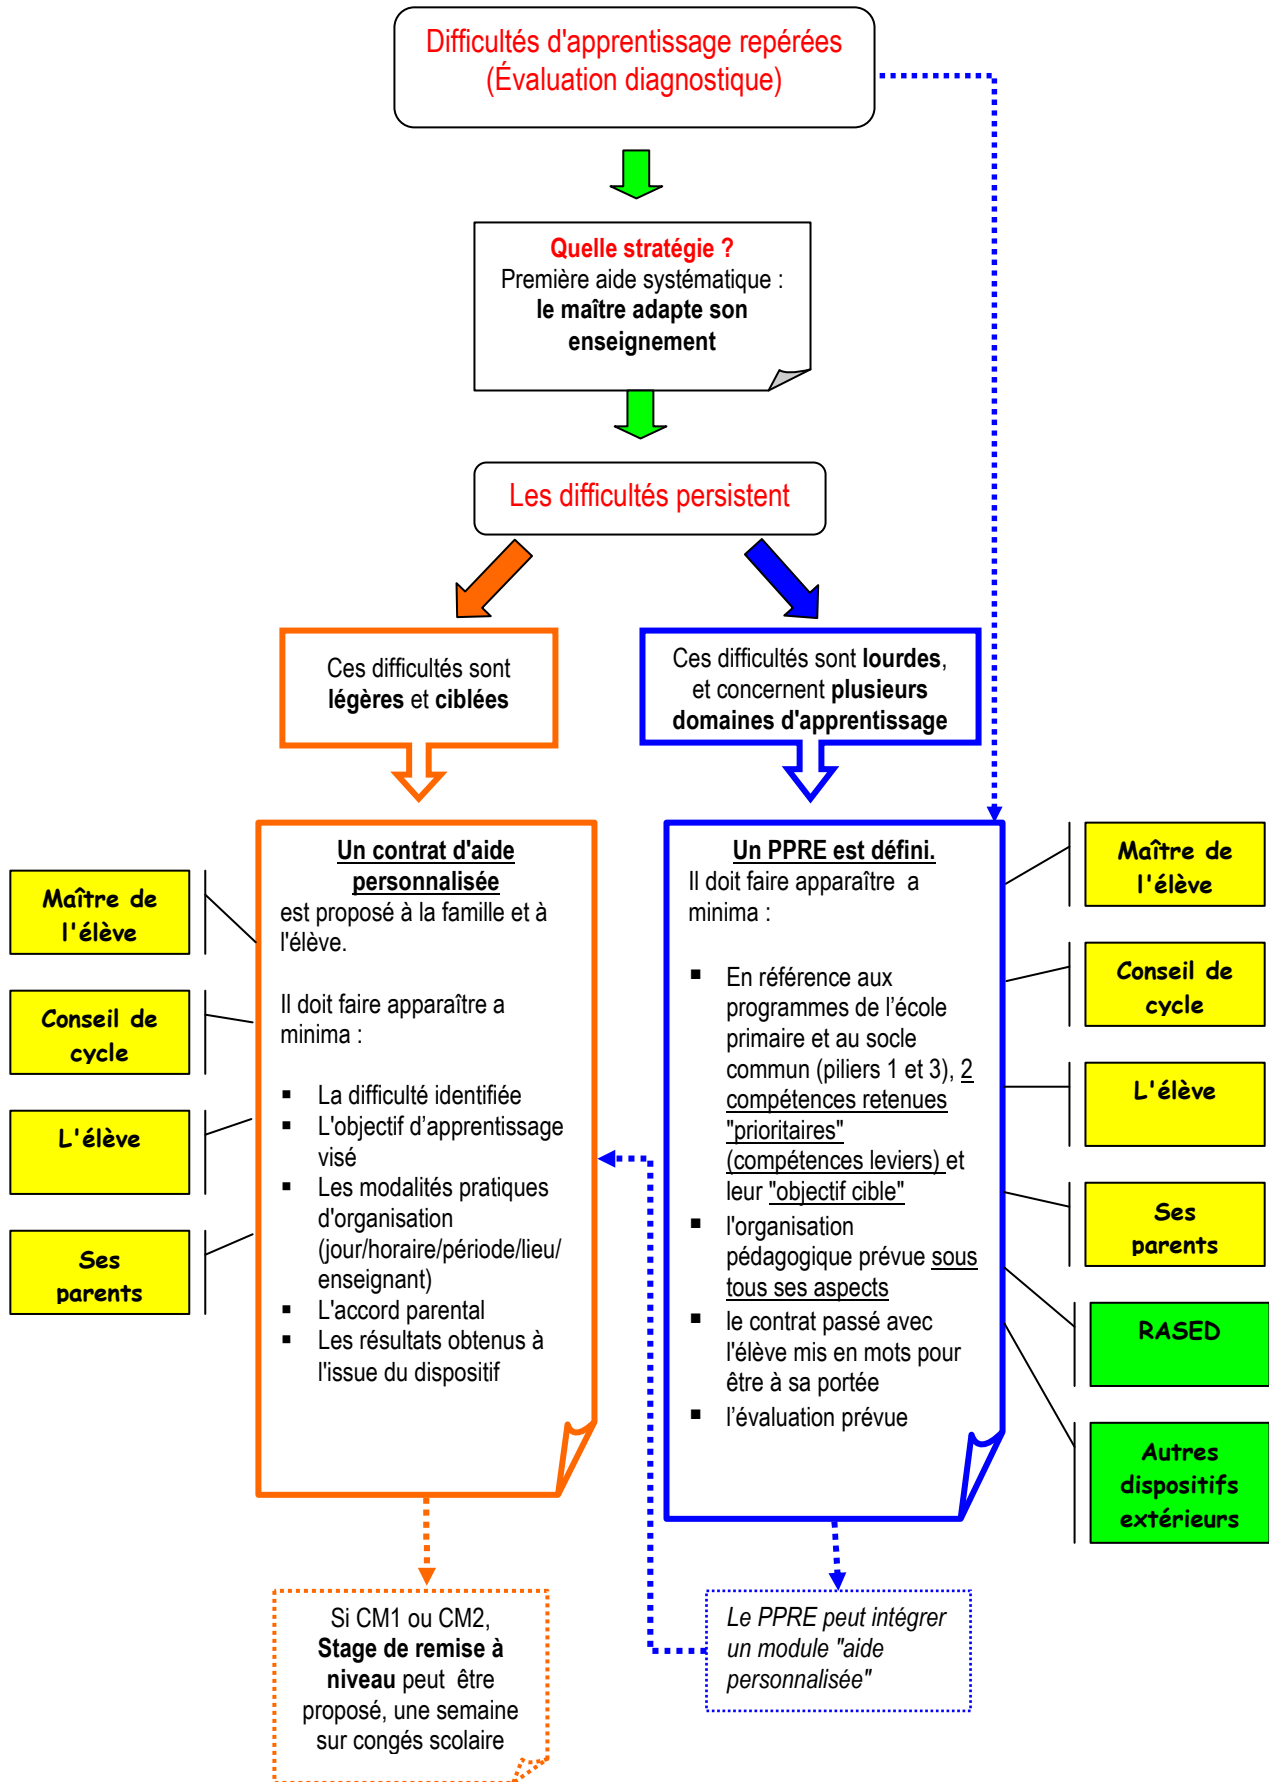 Difficultés d'apprentissage repérées
(Évaluation diagnostique)
Quelle stratégie ?
Première aide systématique :
le maître adapte son
enseignement
Les difficultés persistent
Ces difficultés sont
légères et ciblées
Ces difficultés sont lourdes,
et concernent plusieurs
domaines d'apprentissage
Maître de
l'élève
Conseil de
cycle
L'élève
Ses
parents
Un contrat d'aide
personnalisée
est proposé à la famille et à
l'élève.
Il doit faire apparaître a
minima :
▪ La difficulté identifiée
▪ L'objectif d’apprentissage
visé
▪ Les modalités pratiques
d'organisation
(jour/horaire/période/lieu/
enseignant)
▪ L'accord parental
▪ Les résultats obtenus à
l'issue du dispositif
Un PPRE est défini.
Il doit faire apparaître a
minima :
▪ En référence aux
programmes de l’école
primaire et au socle
commun (piliers 1 et 3), 2
compétences retenues
"prioritaires"
(compétences leviers) et
leur "objectif cible"
▪ l'organisation
pédagogique prévue sous
tous ses aspects
▪ le contrat passé avec
l'élève mis en mots pour
être à sa portée
▪ l’évaluation prévue
Maître de
l'élève
Conseil de
cycle
L'élève
Ses
parents
RASED
Autres
dispositifs
extérieurs
Si CM1 ou CM2,
Stage de remise à
niveau peut être
proposé, une semaine
sur congés scolaire
Le PPRE peut intégrer
un module "aide
personnalisée"